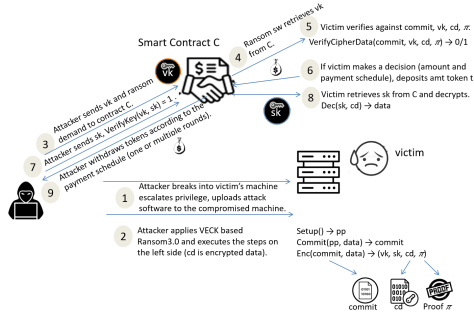 Smart Contract C
vk
3 Attacker sends vk and ransom
demand to contract C.
7 Attacker sends sk, VerifyKey(vk, sk) = 1 .
9 Attacker withdraws tokens according to the
payment schedule (one or multiple rounds).
4 Ransom sw retrieves vk
from C.
5 Victim verifies against commit, vk, cd, π
VerifyCipherData(commit, vk, cd, π) → 0/1
6 If victim makes a decision (amount and
payment schedule), deposits amt token t
8 Victim retrieves sk from C and decrypts.
Dec(sk, cd) → data
sk
victim
1 Attacker breaks into victim's machine
escalates privilege, uploads attack
software to the compromised machine.
2 Attacker applies VECK based
Ransom3.0 and executes the steps on
the left side (cd is encrypted data).
Setup() → pp
Commit(pp, data) → commit
Enc(commit, data) → (vk, sk, cd, π)
PROOF
commit
cd
Proof π